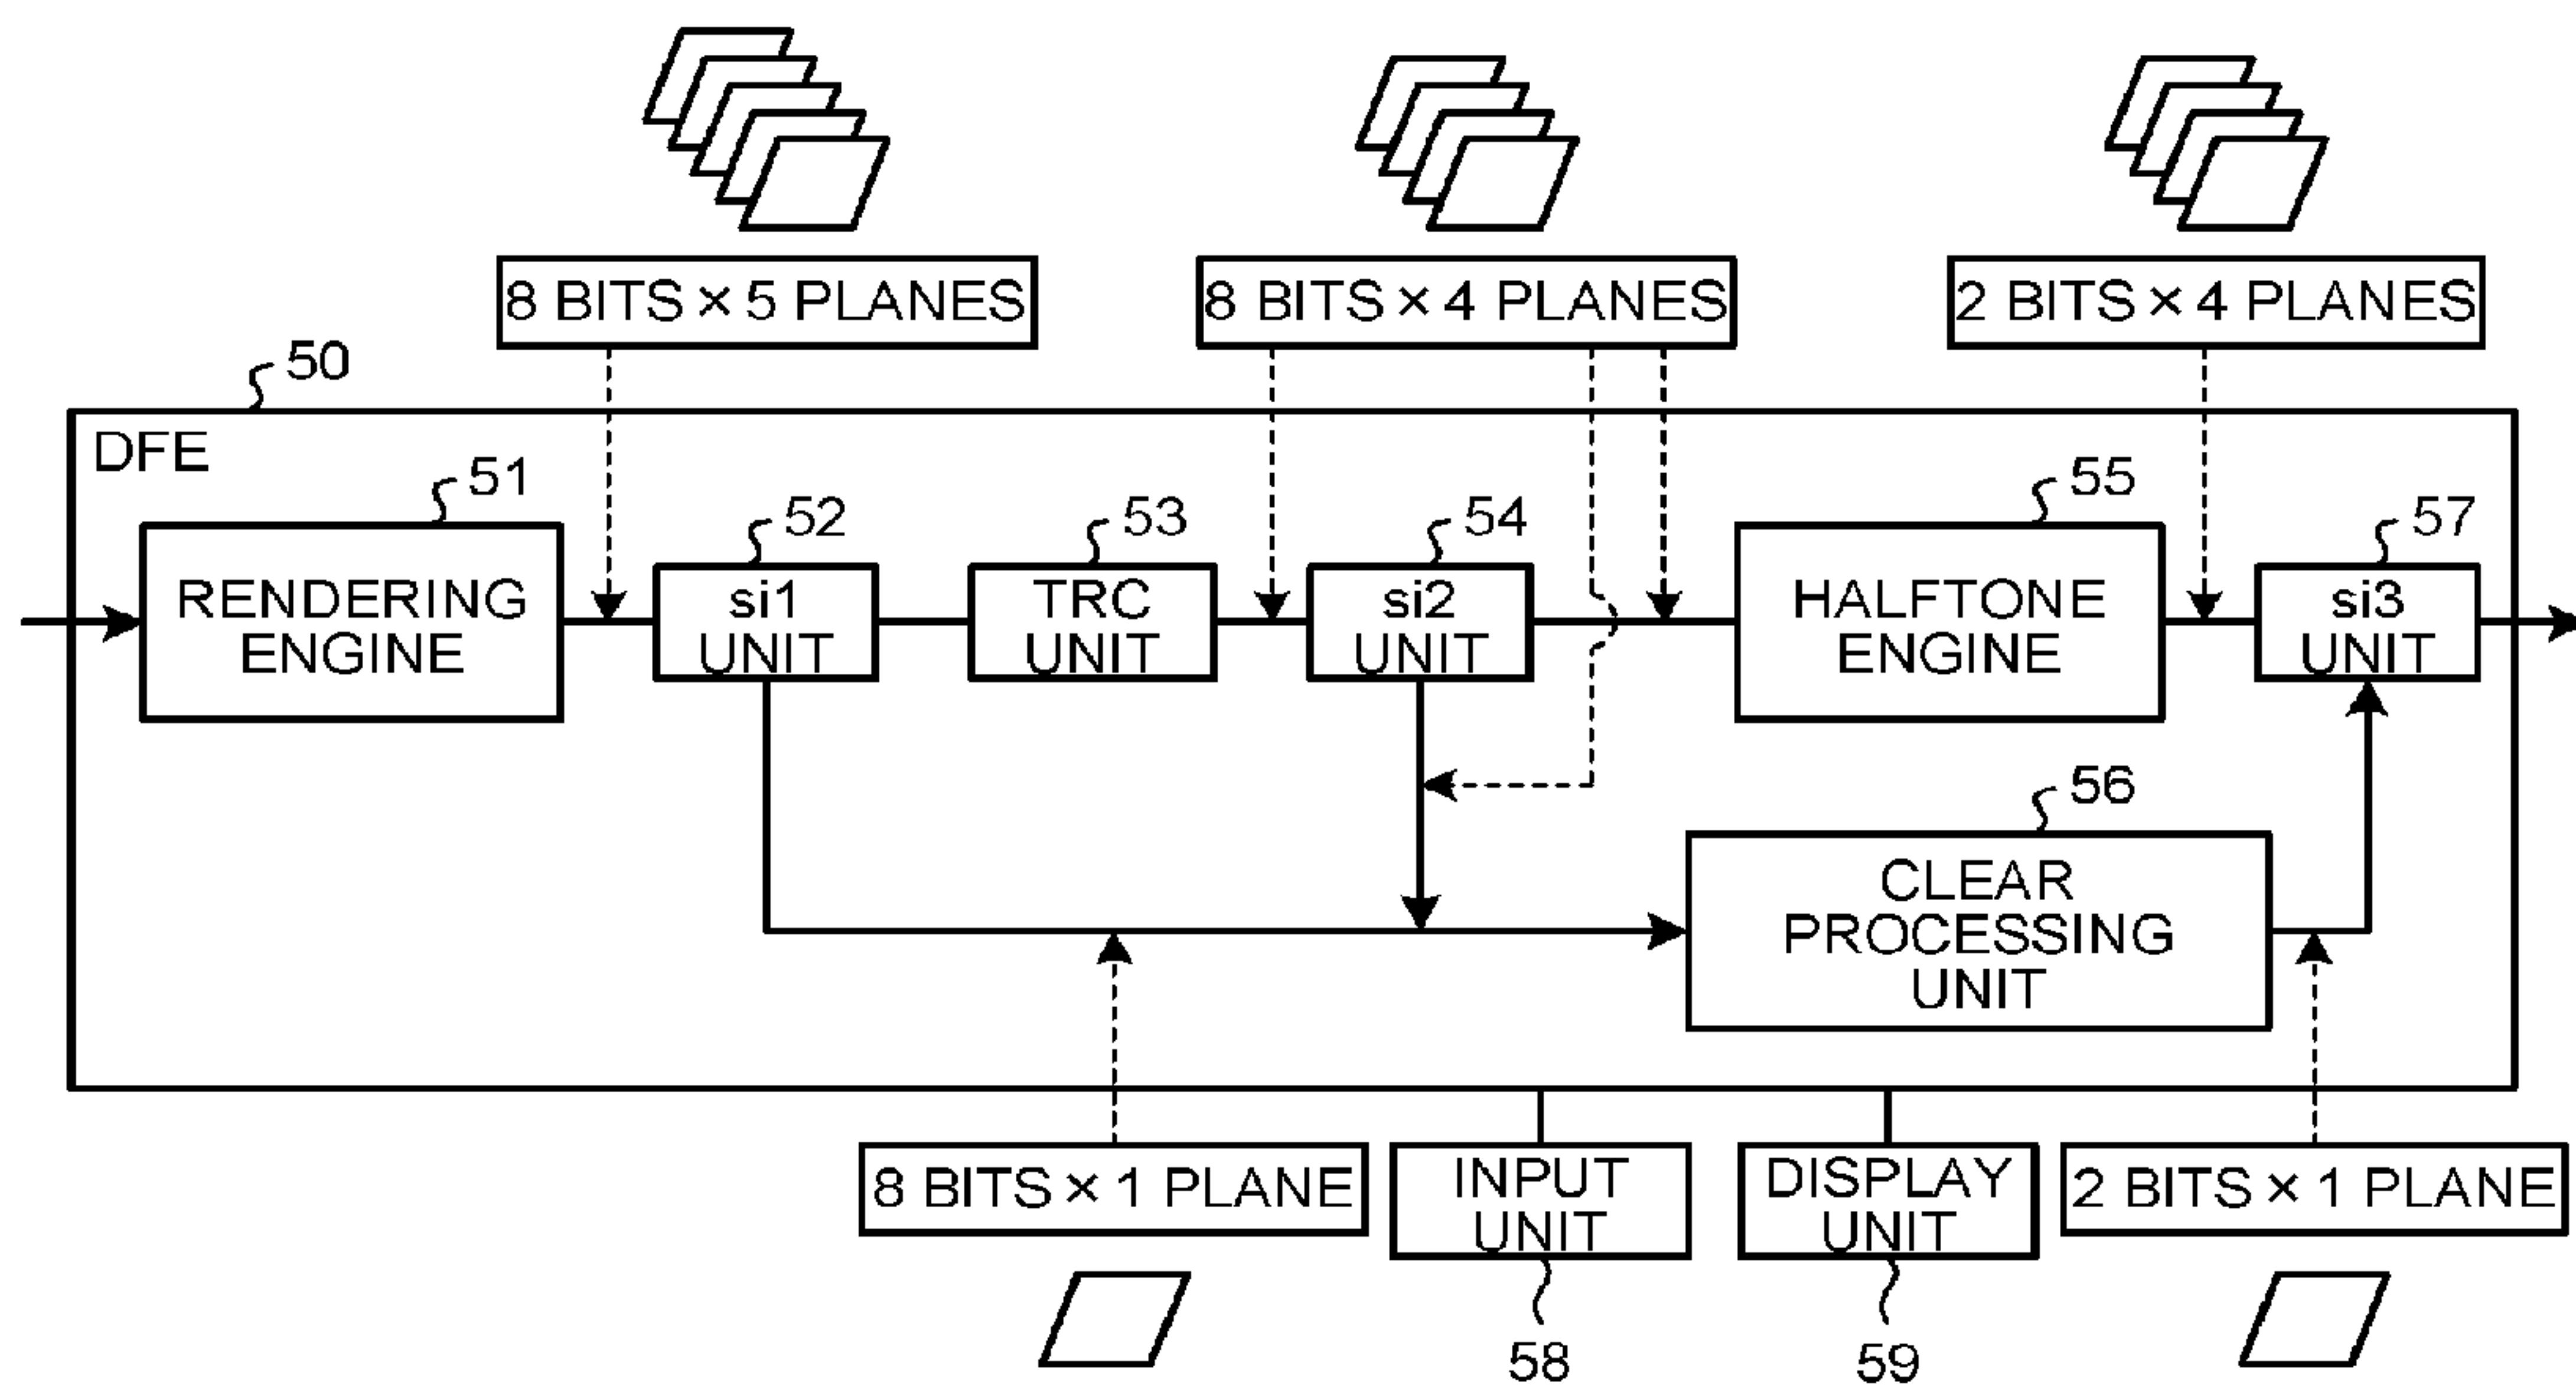 8 BITS × 5 PLANES
8 BITS × 4 PLANES
2 BITS × 4 PLANES
50
DFE
51
RENDERING
ENGINE
52
si1
UNIT
53
TRC
UNIT
54
si2
UNIT
55
HALFTONE
ENGINE
57
si3
UNIT
56
CLEAR
PROCESSING
UNIT
8 BITS × 1 PLANE
INPUT
UNIT
58
DISPLAY
UNIT
59
2 BITS × 1 PLANE